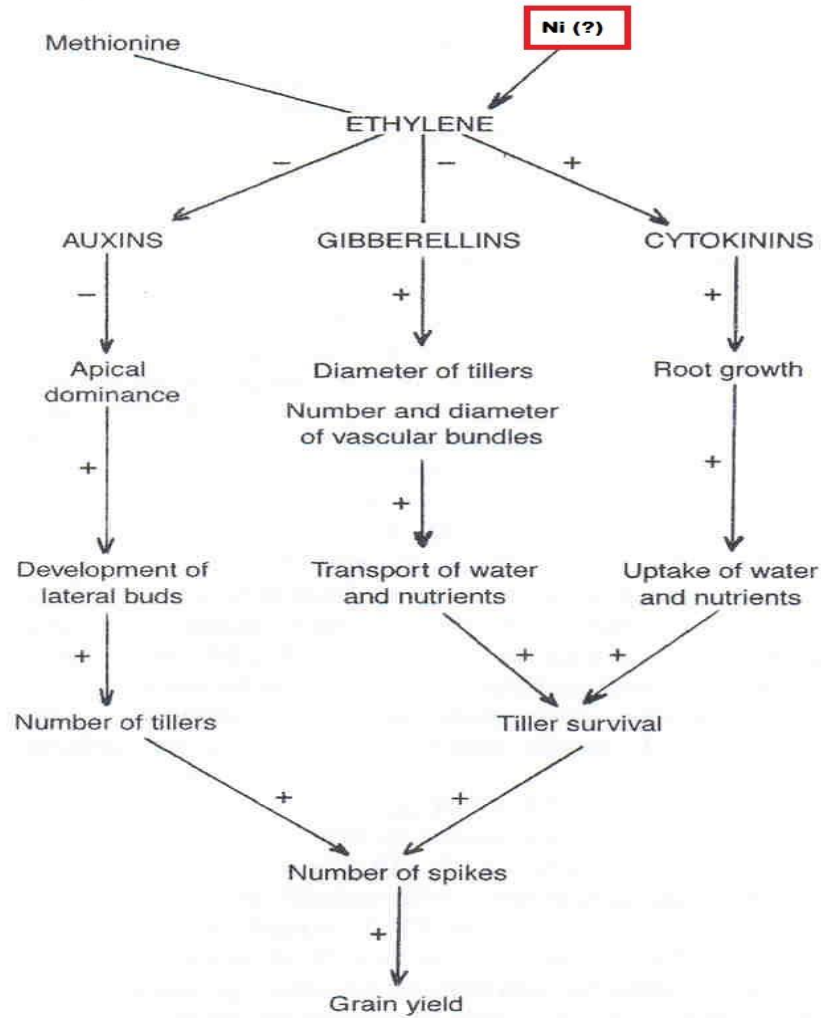 Ni (?)
Methionine
ETHYLENE
− − +
AUXINS GIBBERELLINS CYTOKININS
− + +
Apical
dominance
Diameter of tillers
Number and diameter
of vascular bundles
Root growth
+ + +
Development of
lateral buds
Transport of water
and nutrients
Uptake of water
and nutrients
+ + +
Number of tillers
Tiller survival
+ +
Number of spikes
+
Grain yield